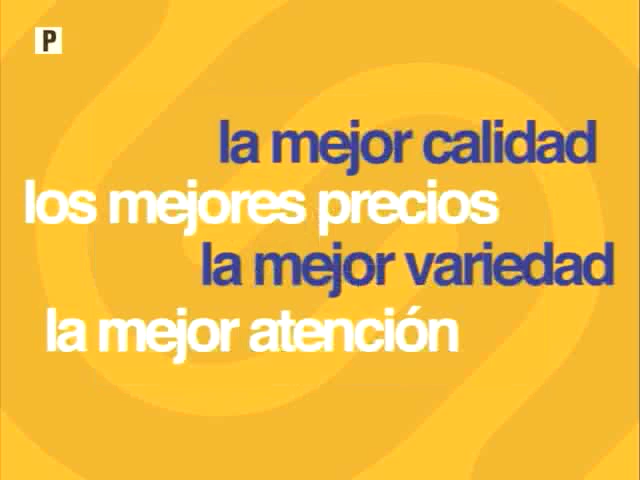 P
la mejor calidad
los mejores precios
la mejor variedad
la mejor atención